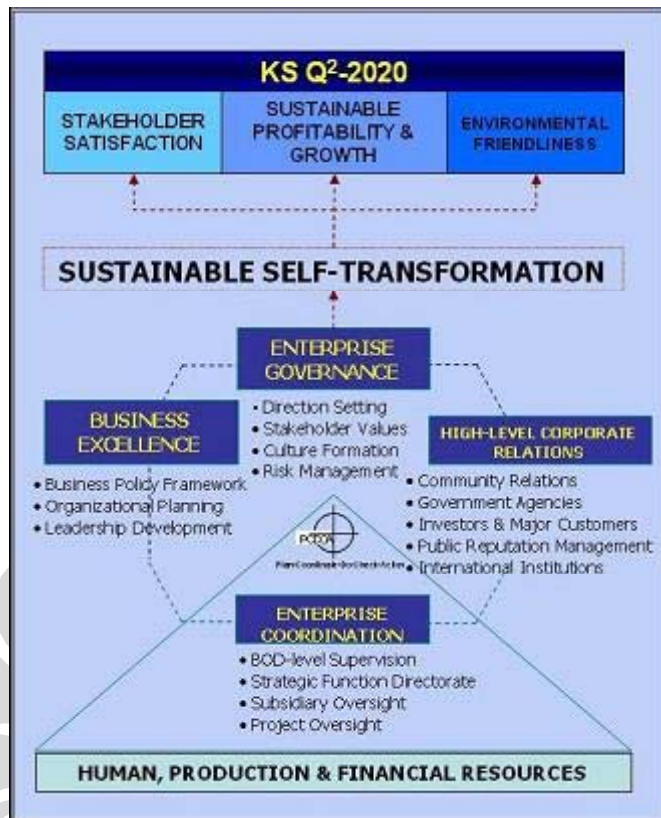 KS Q²-2020
STAKEHOLDER
SATISFACTION
SUSTAINABLE
PROFITABILITY &
GROWTH
ENVIRONMENTAL
FRIENDLINESS
SUSTAINABLE SELF-TRANSFORMATION
ENTERPRISE
GOVERNANCE
• Direction Setting
• Stakeholder Values
• Culture Formation
• Risk Management
BUSINESS
EXCELLENCE
• Business Policy Framework
• Organizational Planning
• Leadership Development
HIGH-LEVEL CORPORATE
RELATIONS
• Community Relations
• Government Agencies
• Investors & Major Customers
• Public Reputation Management
• International Institutions
ENTERPRISE
COORDINATION
• BOD-level Supervision
• Strategic Function Directorate
• Subsidiary Oversight
• Project Oversight
HUMAN, PRODUCTION & FINANCIAL RESOURCES